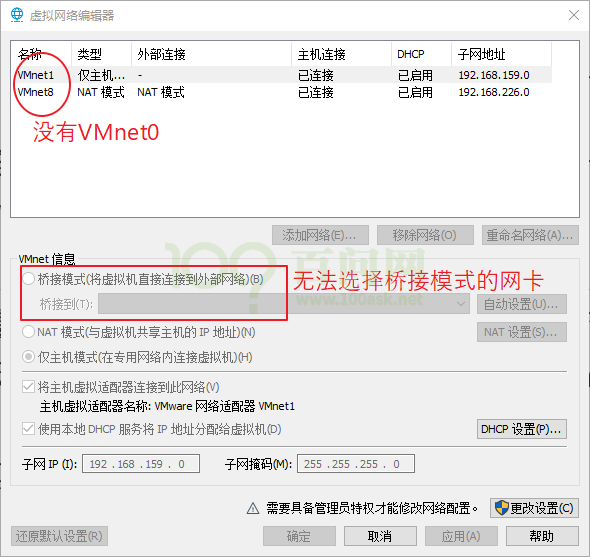 虚拟网络编辑器
名称 类型 外部连接 主机连接 DHCP 子网地址
VMnet1 仅主机... - 已连接 已启用 192.168.159.0
VMnet8 NAT 模式 NAT 模式 已连接 已启用 192.168.226.0
没有VMnet0
添加网络(E)... 移除网络(O) 重命名网络(A)...
VMnet 信息
百问网
www.100ask.net
桥接模式(将虚拟机直接连接到外部网络)(B)
无法选择桥接模式的网卡
桥接到(T): 自动设置(U)...
NAT 模式(与虚拟机共享主机的 IP 地址)(N) NAT 设置(S)...
仅主机模式(在专用网络内连接虚拟机)(H)
将主机虚拟适配器连接到此网络(V)
主机虚拟适配器名称: VMware 网络适配器 VMnet1
使用本地 DHCP 服务将 IP 地址分配给虚拟机(D) DHCP 设置(P)...
子网 IP (I): 192 . 168 . 159 . 0 子网掩码(M): 255 . 255 . 255 . 0
需要具备管理员特权才能修改网络配置。 更改设置(C)
还原默认设置(R) 确定 取消 应用(A) 帮助